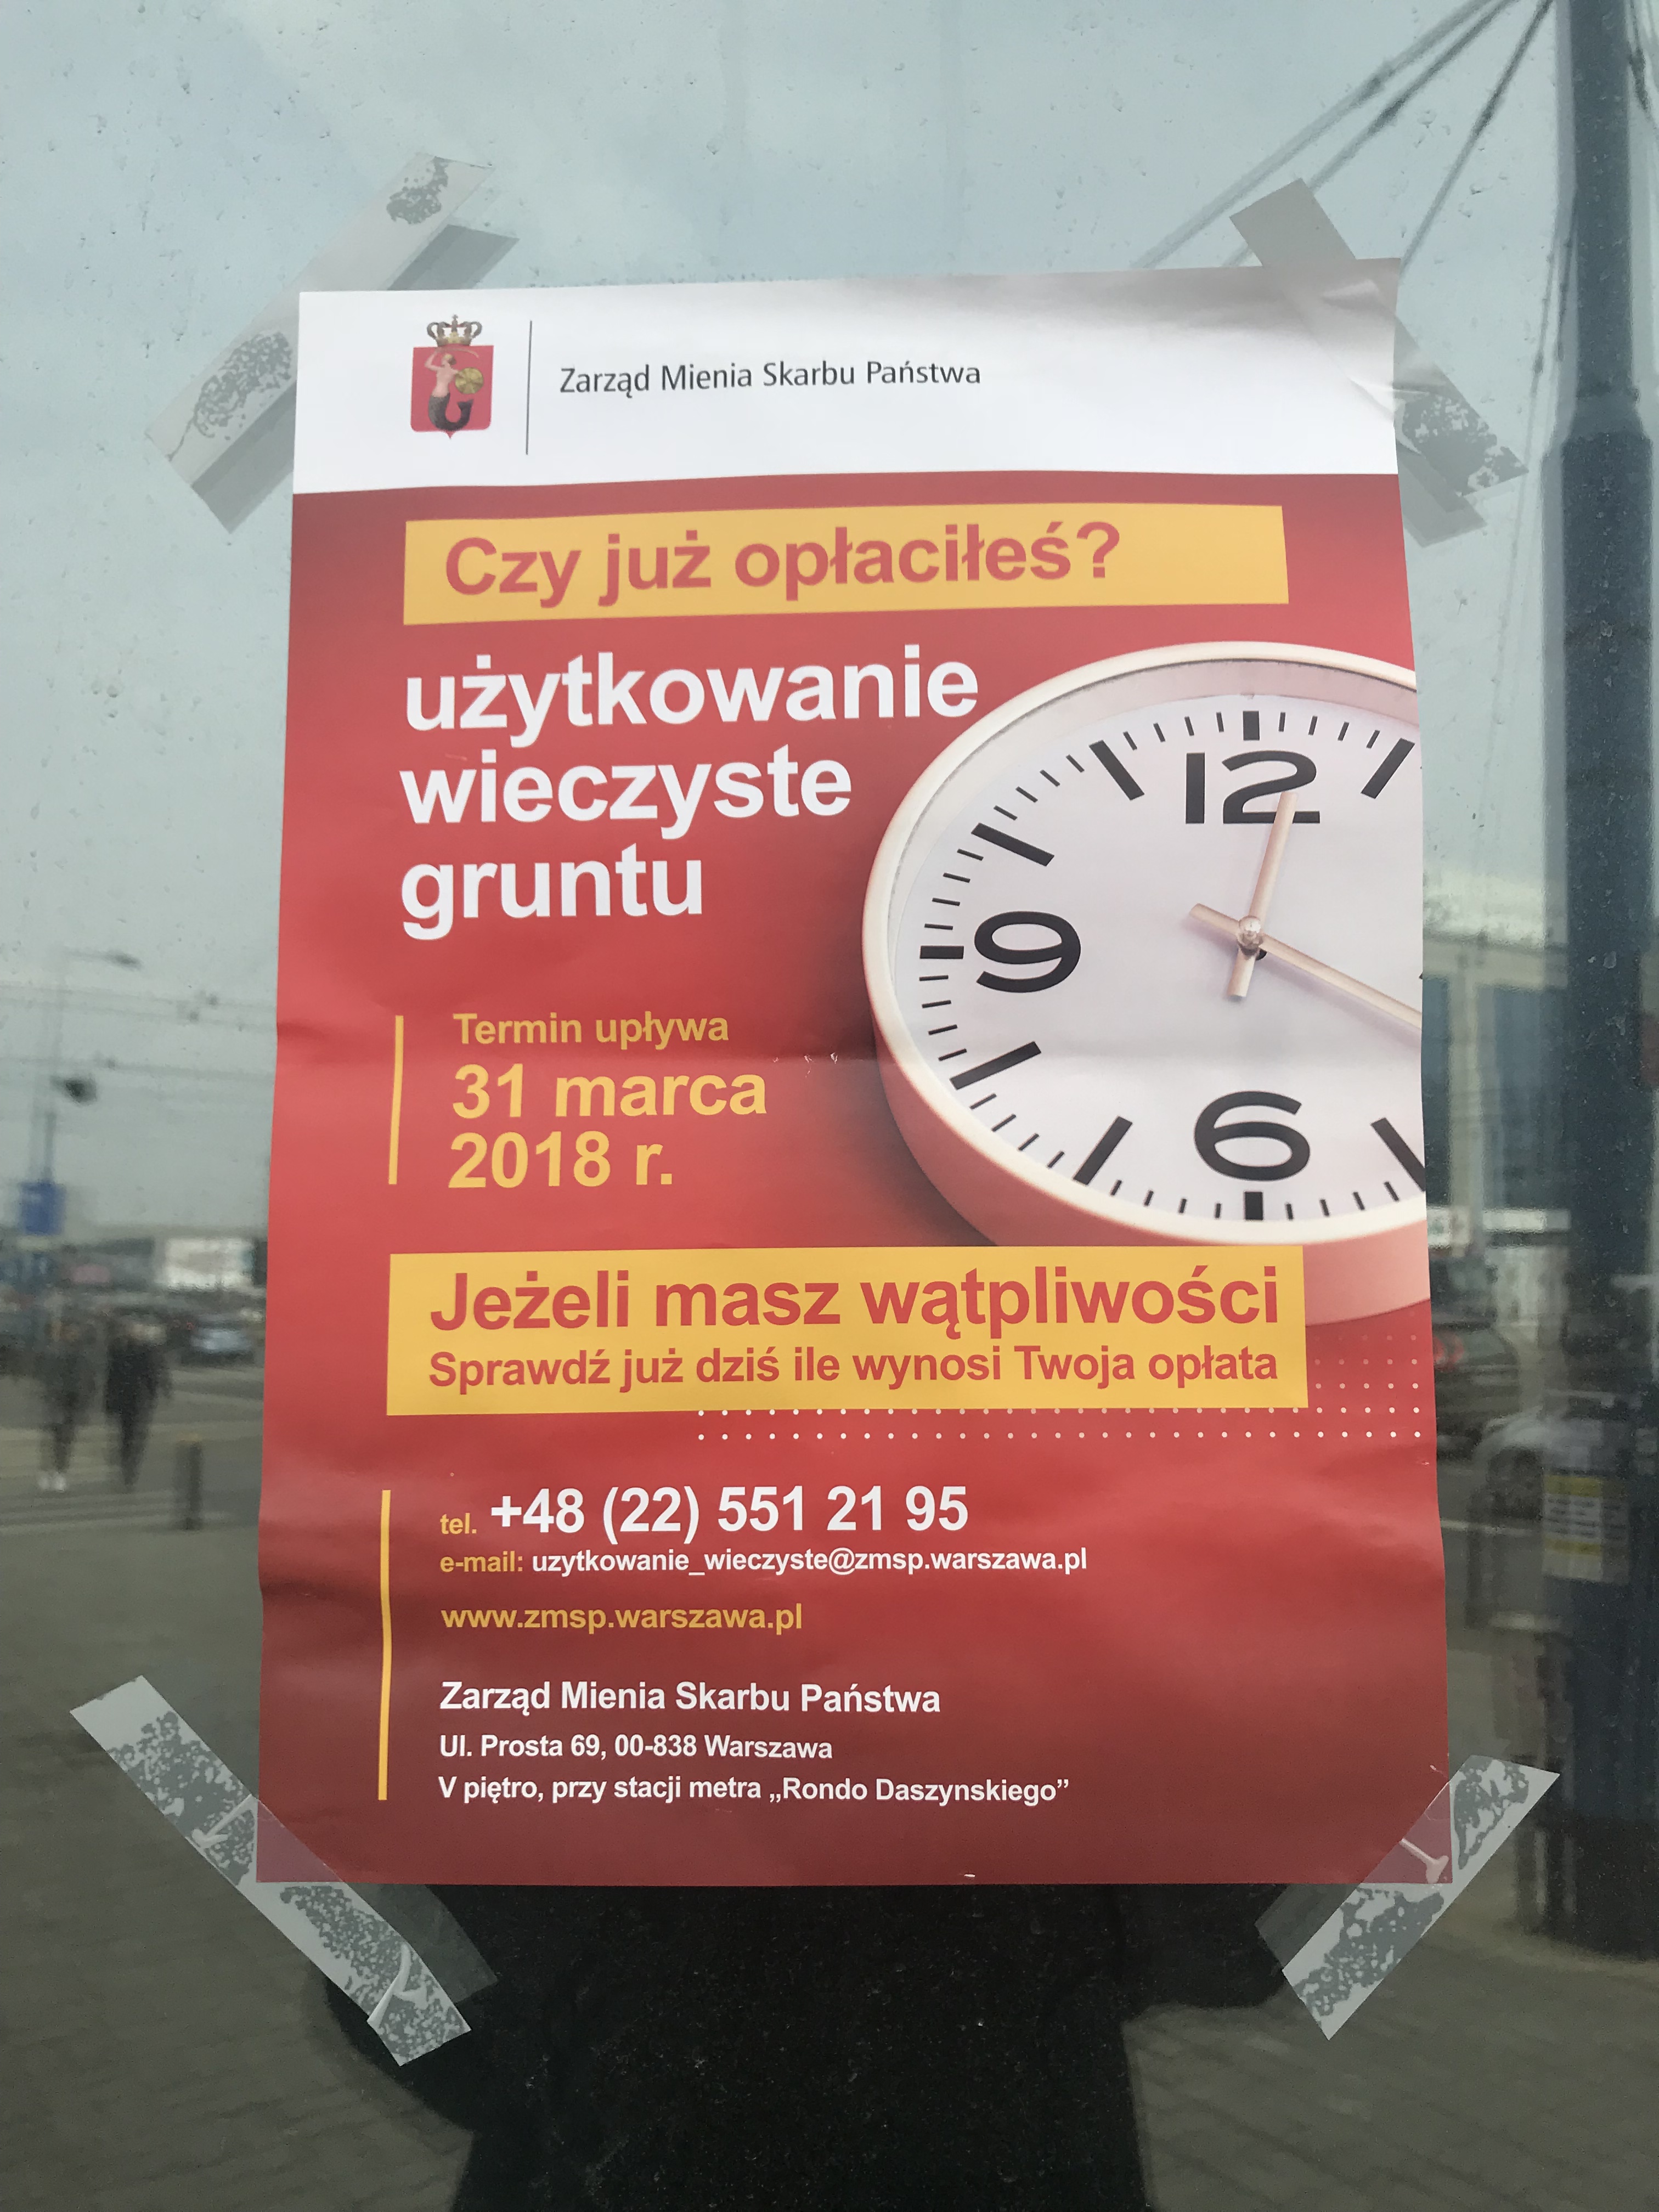 Zarząd Mienia Skarbu Państwa
Czy już opłaciłeś?
użytkowanie
wieczyste
gruntu
12
9
6
Termin upływa
31 marca
2018 r.
Jeżeli masz wątpliwości
Sprawdź już dziś ile wynosi Twoja opłata
tel. +48 (22) 551 21 95
e-mail: uzytkowanie_wieczyste@zmsp.warszawa.pl
www.zmsp.warszawa.pl
Zarząd Mienia Skarbu Państwa
Ul. Prosta 69, 00-838 Warszawa
V piętro, przy stacji metra „Rondo Daszynskiego”